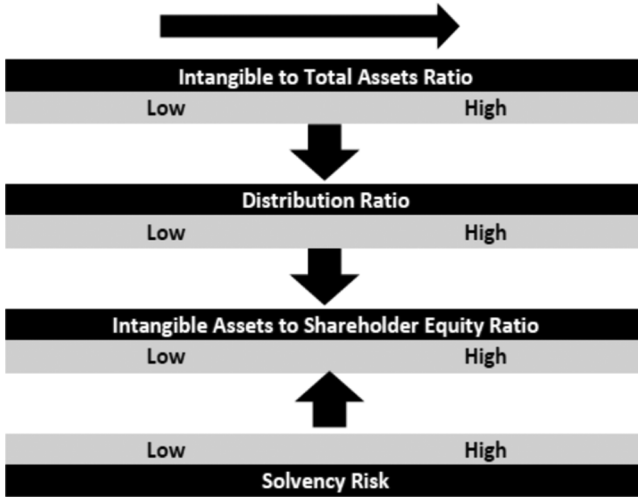 Intangible to Total Assets Ratio
Low High
Distribution Ratio
Low High
Intangible Assets to Shareholder Equity Ratio
Low High
Low High
Solvency Risk